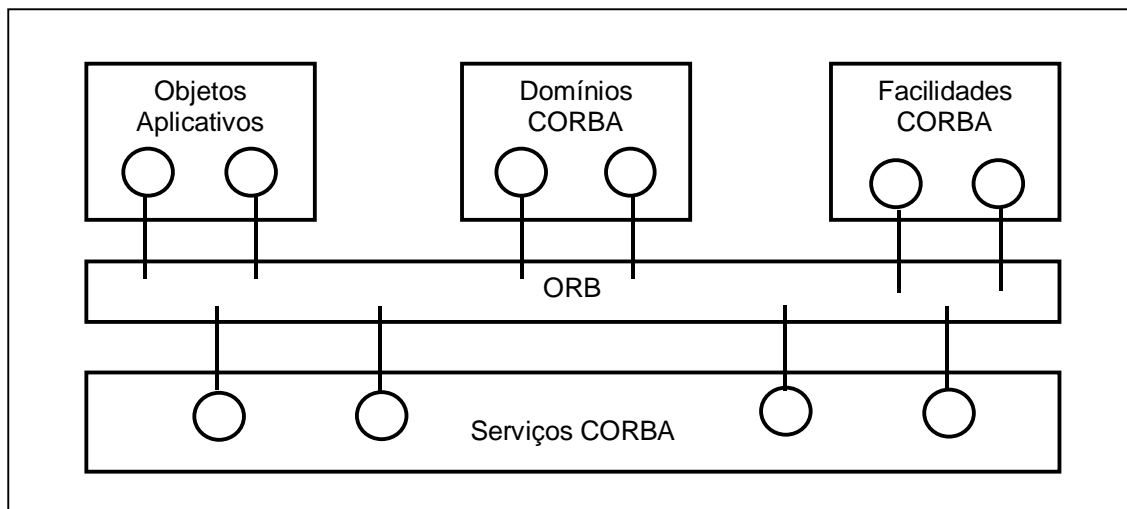 Objetos
Aplicativos
Domínios
CORBA
Facilidades
CORBA
ORB
Serviços CORBA